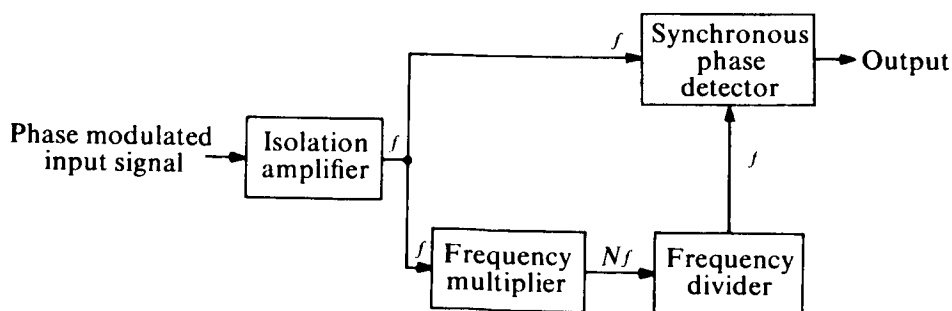 f
Synchronous
phase
detector
Output
Phase modulated
input signal
Isolation
amplifier
f
f
f
Frequency
multiplier
Nf
Frequency
divider